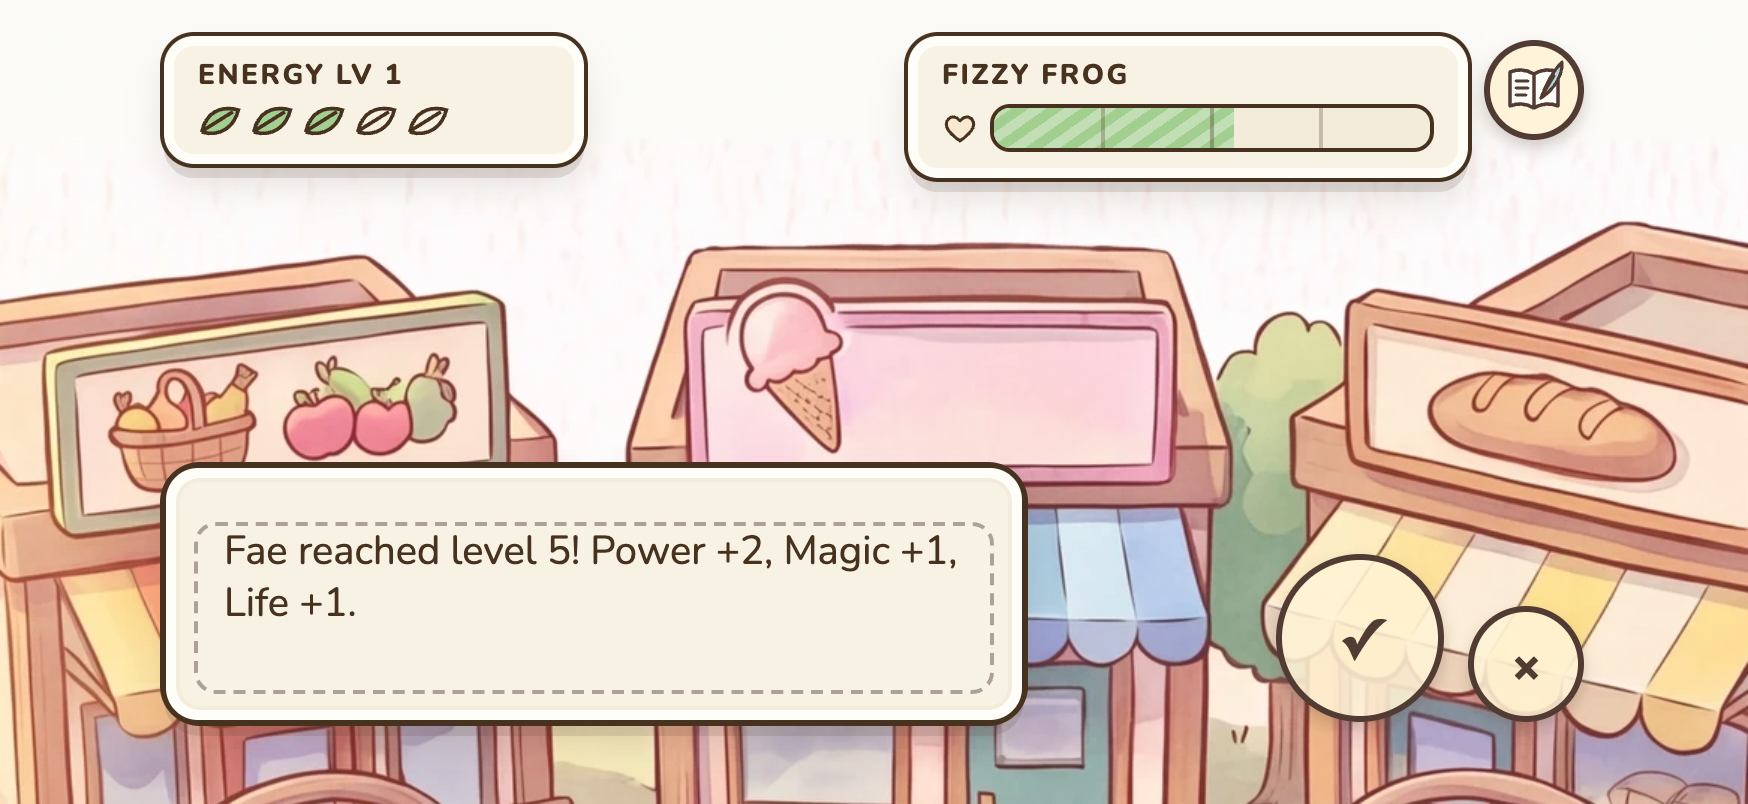 ENERGY LV 1
FIZZY FROG
Fae reached level 5! Power +2, Magic +1,
Life +1.